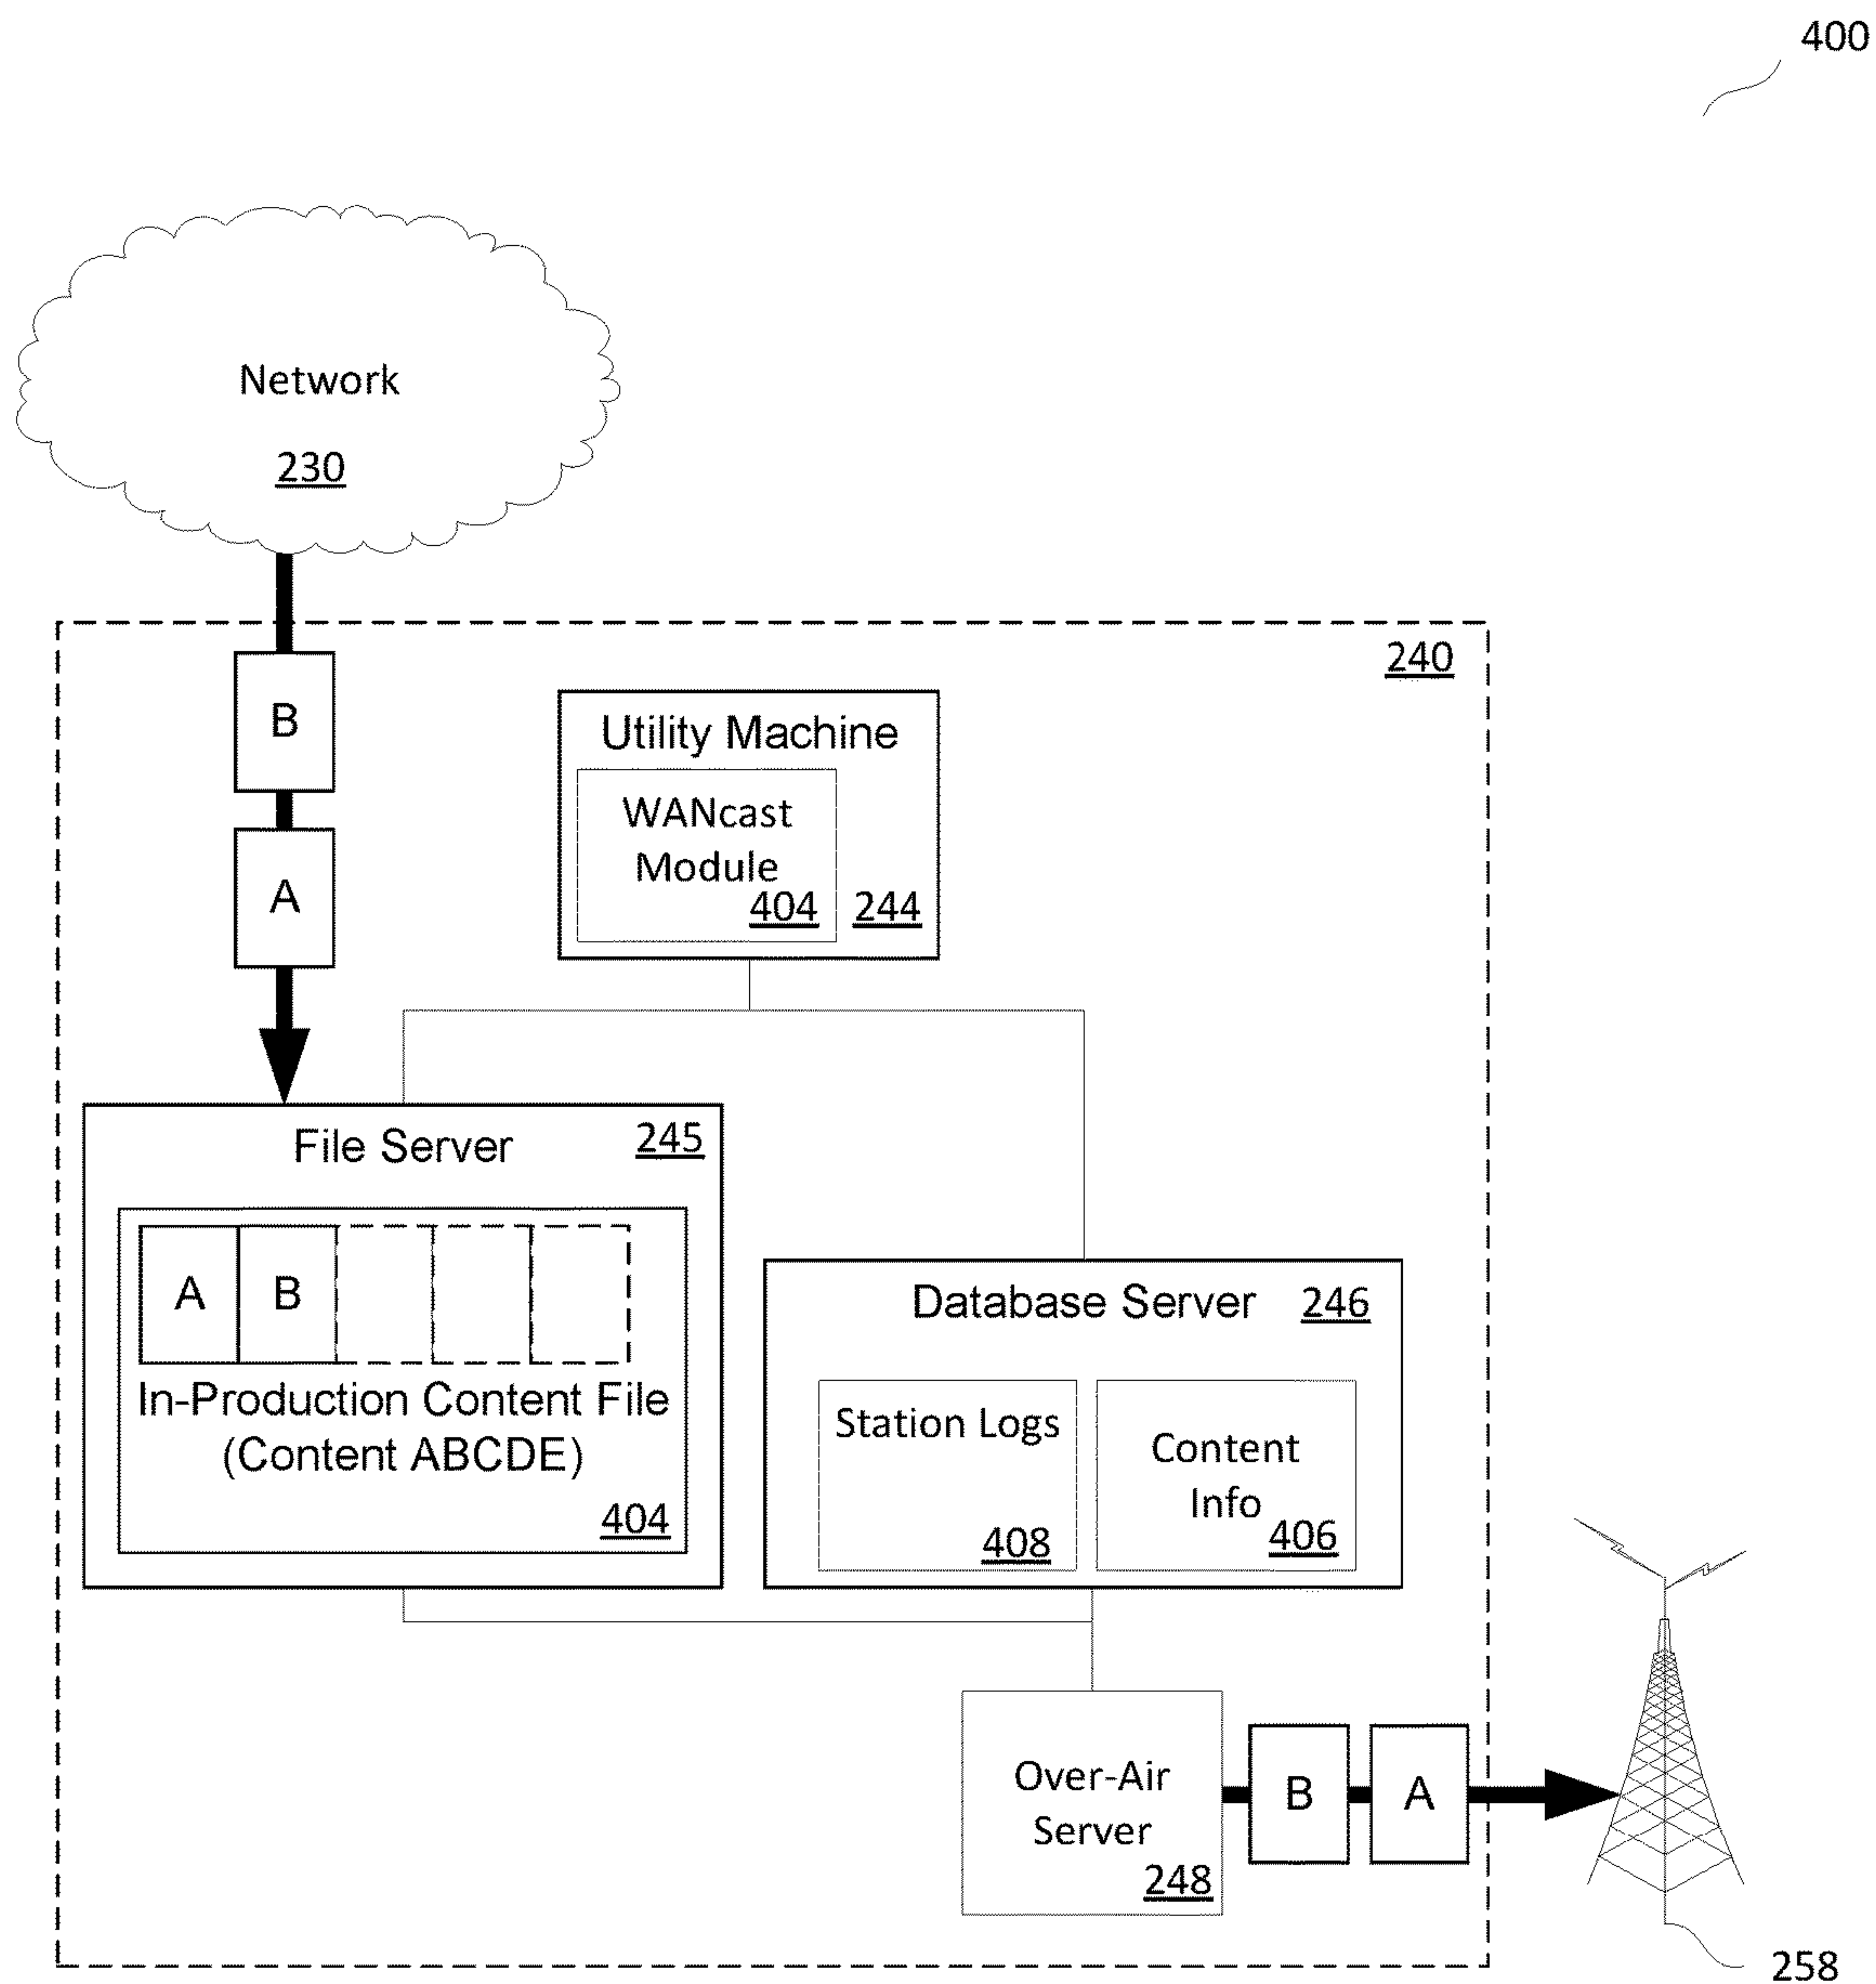 400
Network
230
240
B
A
Utility Machine
WANcast
Module
404
244
File Server
245
A
B
In-Production Content File
(Content ABCDE)
404
Database Server
246
Station Logs
408
Content
Info
406
Over-Air
Server
248
B
A
258